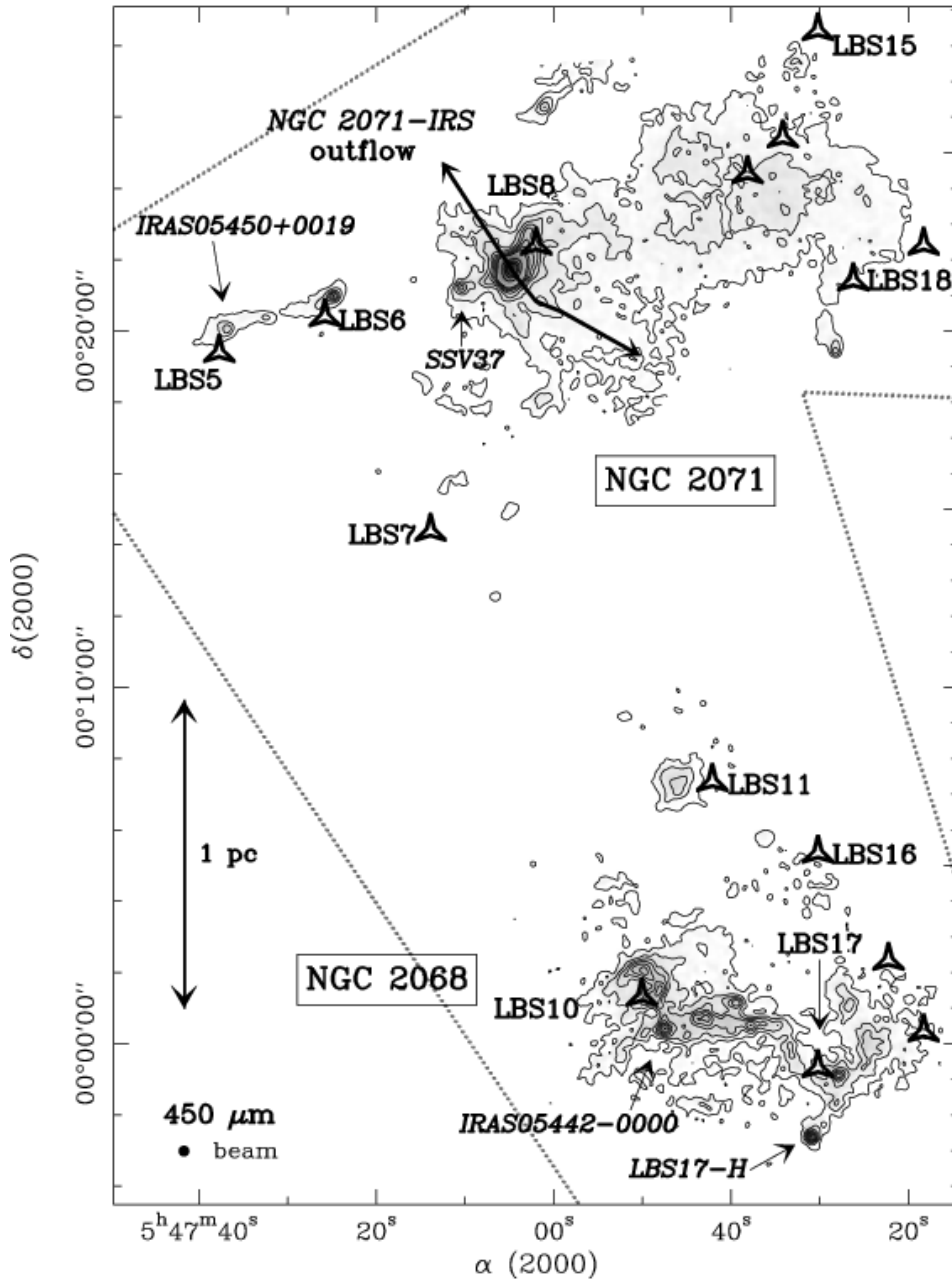 LBS15
NGC 2071-IRS
outflow
LBS8
IRAS05450+0019
LBS18
LBS6
SSV37
LBS5
00°20'00"
NGC 2071
LBS7
δ(2000)
00°10'00"
LBS11
1 pc
LBS16
LBS17
NGC 2068
LBS10
00°00'00"
IRAS05442-0000
450 μm
beam
LBS17-H
5ʰ47ᵐ40ˢ
20ˢ
00ˢ
40ˢ
20ˢ
α (2000)